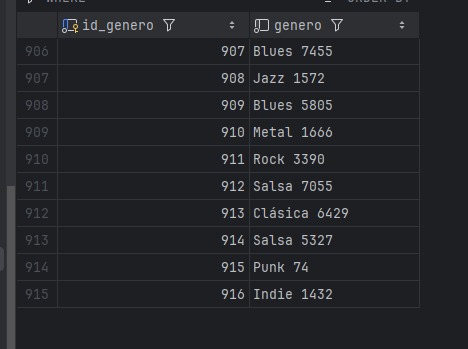 WHERE ORDER BY
id_genero genero
906 907 Blues 7455
907 908 Jazz 1572
908 909 Blues 5805
909 910 Metal 1666
910 911 Rock 3390
911 912 Salsa 7055
912 913 Clásica 6429
913 914 Salsa 5327
914 915 Punk 74
915 916 Indie 1432